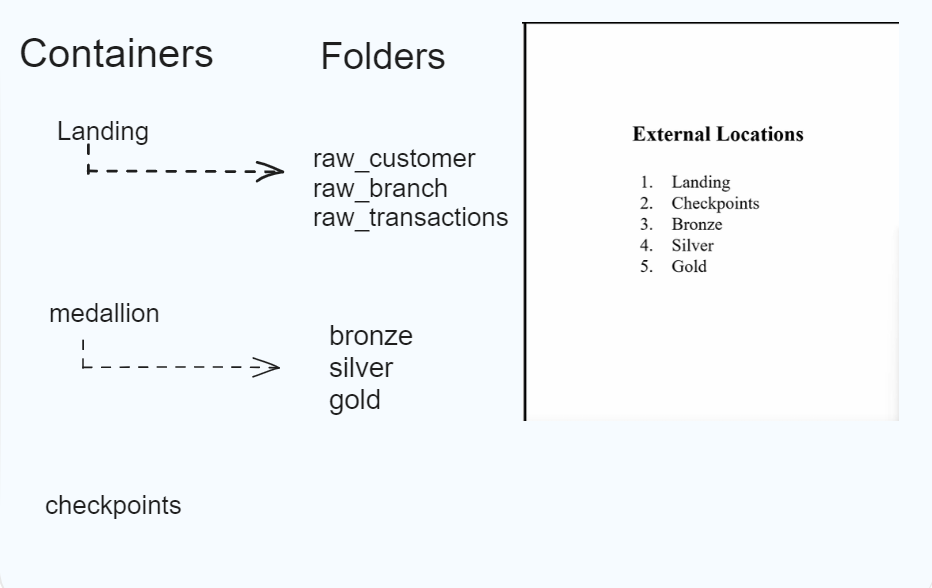 Containers
Folders
Landing
raw_customer
raw_branch
raw_transactions
medallion
bronze
silver
gold
checkpoints
External Locations
1. Landing
2. Checkpoints
3. Bronze
4. Silver
5. Gold